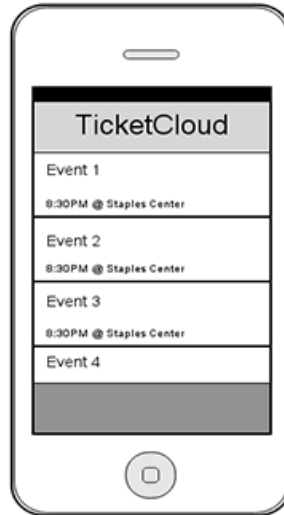 TicketCloud
Event 1
8:30PM @ Staples Center
Event 2
8:30PM @ Staples Center
Event 3
8:30PM @ Staples Center
Event 4